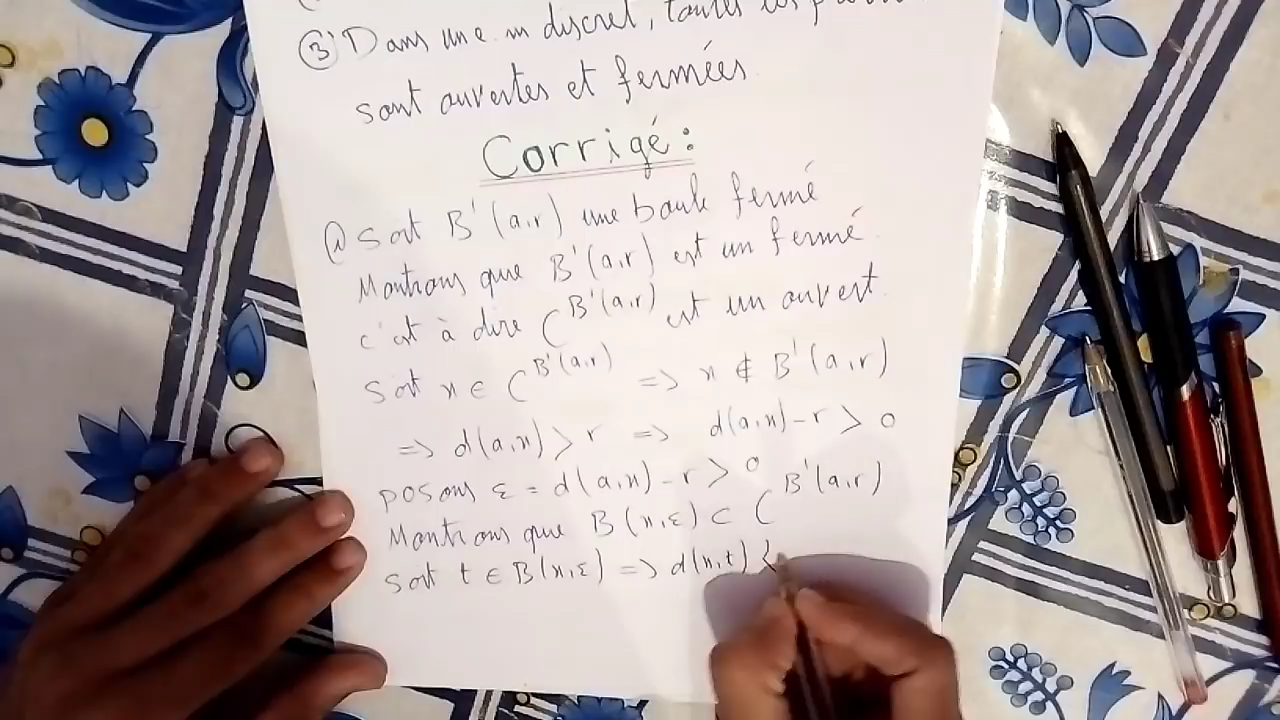 ③ Dans une m discret, toutes les
sont ouvertes et fermées
Corrigé :
① Soit B'(a,r) une boule fermé
Montrons que B'(a,r) est un fermé.
c'est à dire C^B'(a,r) est un ouvert.
Soit x ∈ C^B'(a,r) => x ∉ B'(a,r)
=> d(a,x) > r => d(a,x) - r > 0
posons ε = d(a,x) - r > 0
Montrons que B(x,ε) ⊂ C^B'(a,r)
Soit t ∈ B(x,ε) => d(x,t) <